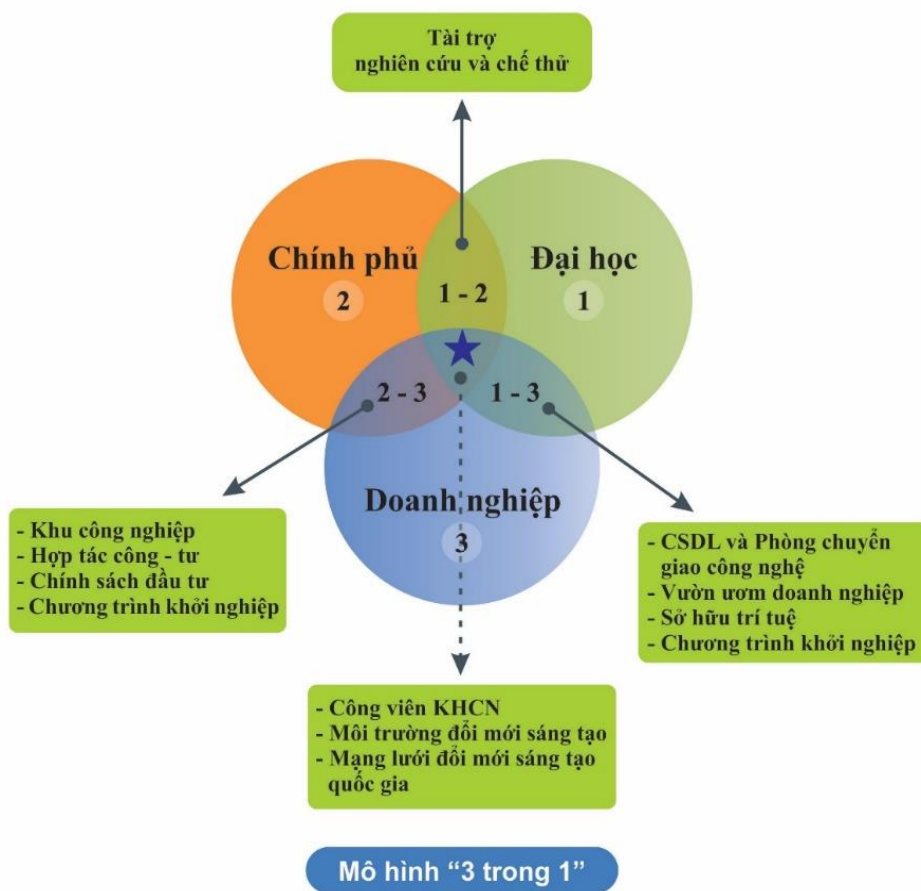 Tài trợ
nghiên cứu và chế thử
Chính phủ
2
1 - 2
Đại học
1
2 - 3
1 - 3
Doanh nghiệp
3
- Khu công nghiệp
- Hợp tác công - tư
- Chính sách đầu tư
- Chương trình khởi nghiệp
- CSDL và Phòng chuyển
giao công nghệ
- Vườn ươm doanh nghiệp
- Sở hữu trí tuệ
- Chương trình khởi nghiệp
- Công viên KHCN
- Môi trường đổi mới sáng tạo
- Mạng lưới đổi mới sáng tạo
quốc gia
Mô hình “3 trong 1”